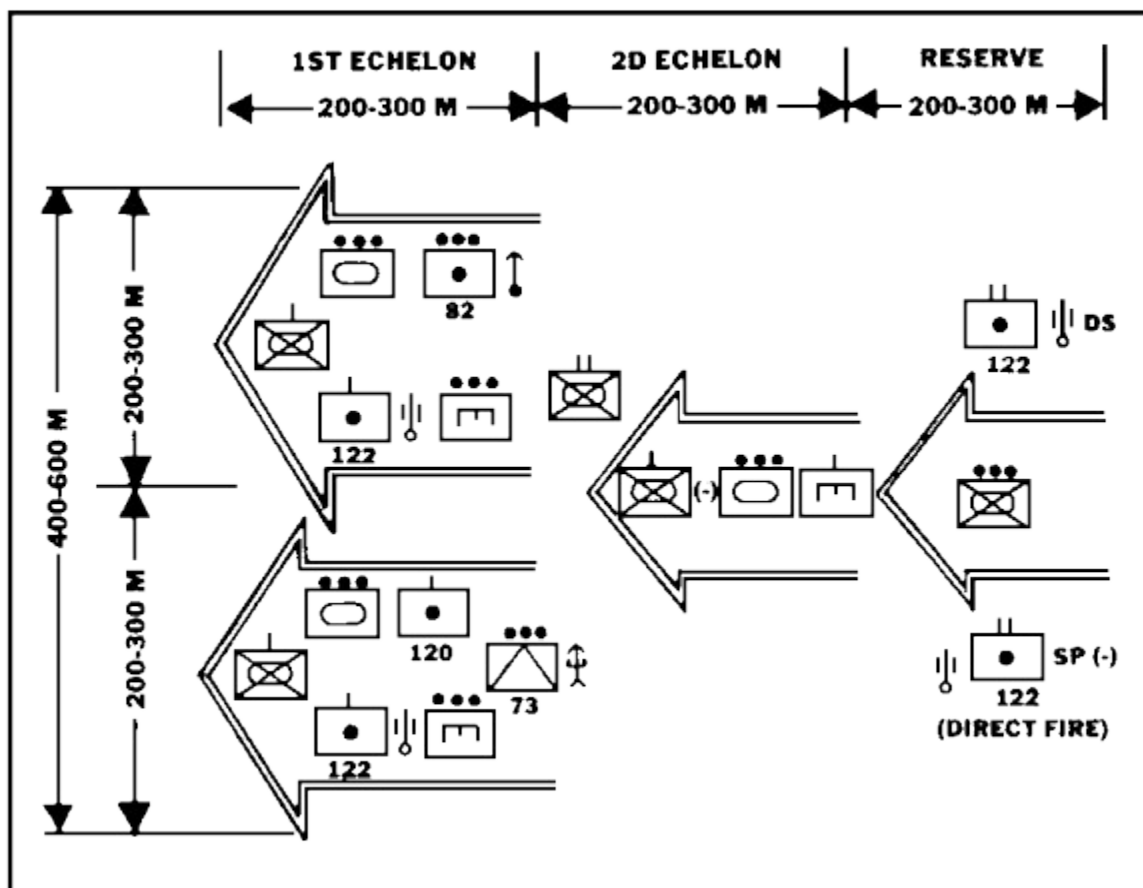 1ST ECHELON
2D ECHELON
RESERVE
200-300 M
200-300 M
200-300 M
400-600 M
200-300 M
200-300 M
82
122
122
DS
(-)
120
73
122
SP (-)
122
(DIRECT FIRE)